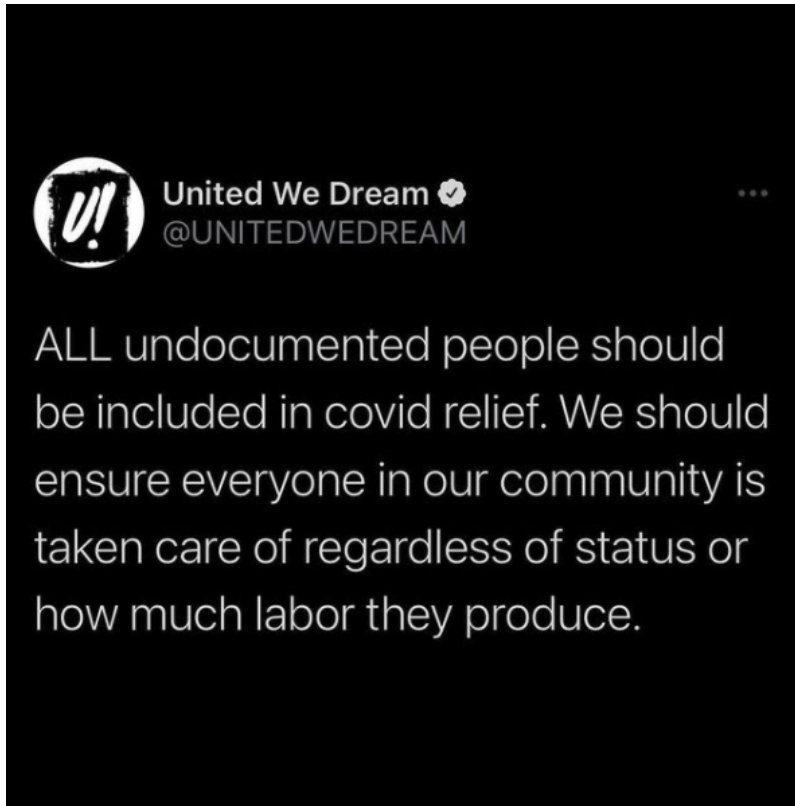 U!
United We Dream
@UNITEDWEDREAM
ALL undocumented people should
be included in covid relief. We should
ensure everyone in our community is
taken care of regardless of status or
how much labor they produce.